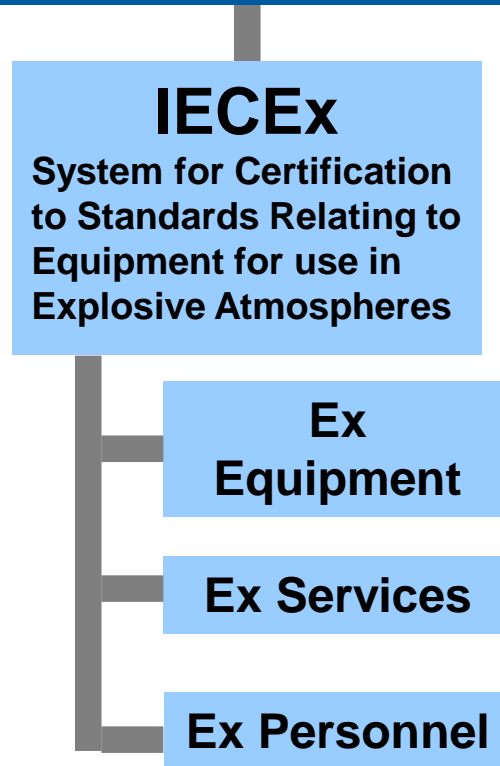 IECEx
System for Certification
to Standards Relating to
Equipment for use in
Explosive Atmospheres
Ex
Equipment
Ex Services
Ex Personnel